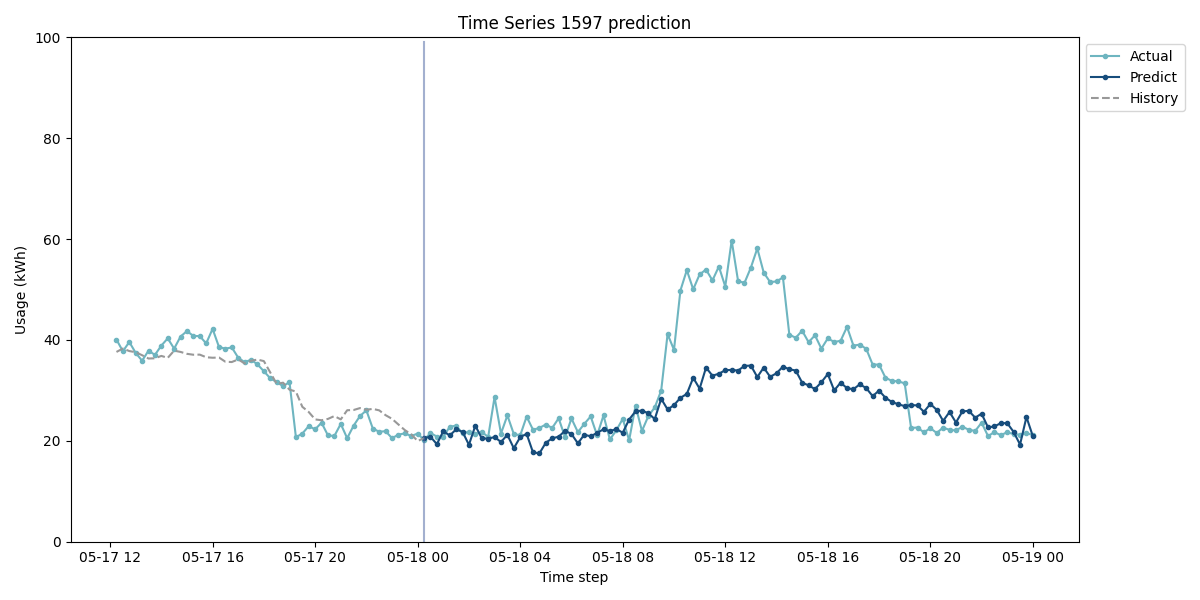 Time Series 1597 prediction
Usage (kWh)
100
80
60
40
20
0
05-17 12
05-17 16
05-17 20
05-18 00
05-18 04
05-18 08
05-18 12
05-18 16
05-18 20
05-19 00
Time step
Actual
Predict
History